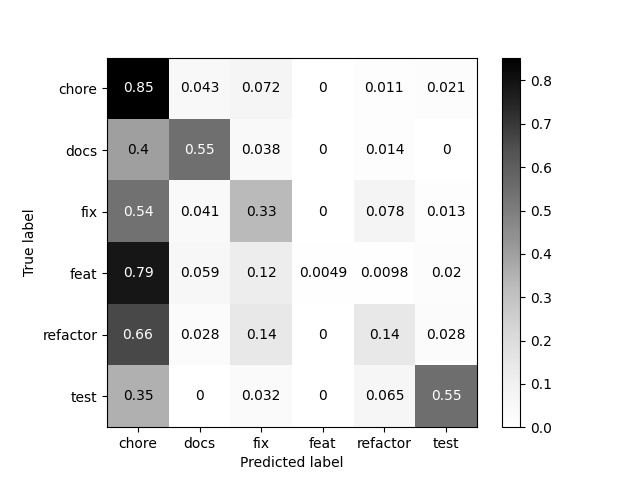 chore 0.85 0.043 0.072 0 0.011 0.021
docs 0.4 0.55 0.038 0 0.014 0
fix 0.54 0.041 0.33 0 0.078 0.013
feat 0.79 0.059 0.12 0.0049 0.0098 0.02
refactor 0.66 0.028 0.14 0 0.14 0.028
test 0.35 0 0.032 0 0.065 0.55
chore docs fix feat refactor test
Predicted label
True label
0.8
0.7
0.6
0.5
0.4
0.3
0.2
0.1
0.0